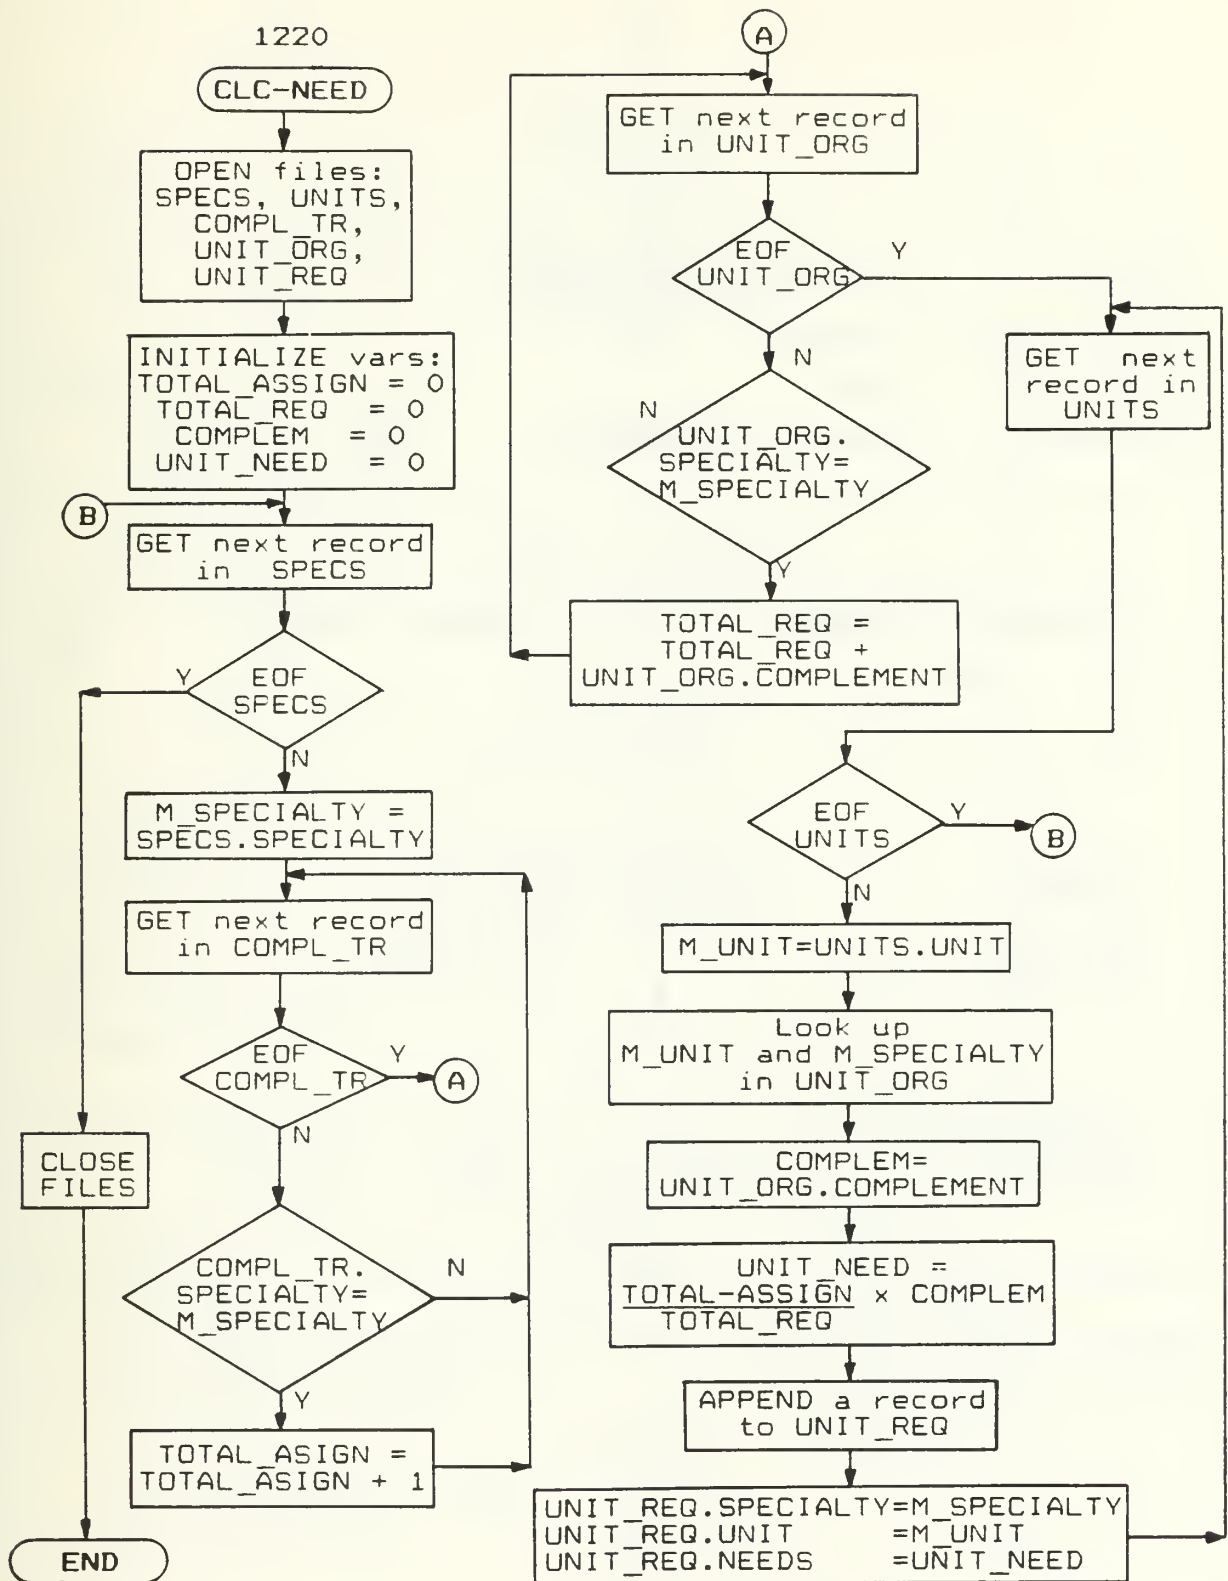 1220
CLC-NEED
OPEN files:
SPECS, UNITS,
COMPL_TR,
UNIT_ORG,
UNIT_REQ
INITIALIZE vars:
TOTAL_ASSIGN = 0
TOTAL_REQ = 0
COMPLEM = 0
UNIT_NEED = 0
B
GET next record
in SPECS
EOF
SPECS
Y
N
M_SPECIALTY =
SPECS.SPECIALTY
GET next record
in COMPL_TR
EOF
COMPL_TR
Y
A
N
CLOSE
FILES
COMPL_TR.
SPECIALTY=
M_SPECIALTY
N
Y
TOTAL_ASIGN =
TOTAL_ASIGN + 1
END
A
GET next record
in UNIT_ORG
EOF
UNIT_ORG
Y
N
GET next
record in
UNITS
N
UNIT_ORG.
SPECIALTY=
M_SPECIALTY
Y
TOTAL_REQ =
TOTAL_REQ +
UNIT_ORG.COMPLEMENT
EOF
UNITS
Y
B
N
M_UNIT=UNITS.UNIT
Look up
M_UNIT and M_SPECIALTY
in UNIT_ORG
COMPLEM=
UNIT_ORG.COMPLEMENT
UNIT_NEED =
TOTAL-ASSIGN x COMPLEM
TOTAL_REQ
APPEND a record
to UNIT_REQ
UNIT_REQ.SPECIALTY=M_SPECIALTY
UNIT_REQ.UNIT =M_UNIT
UNIT_REQ.NEEDS =UNIT_NEED